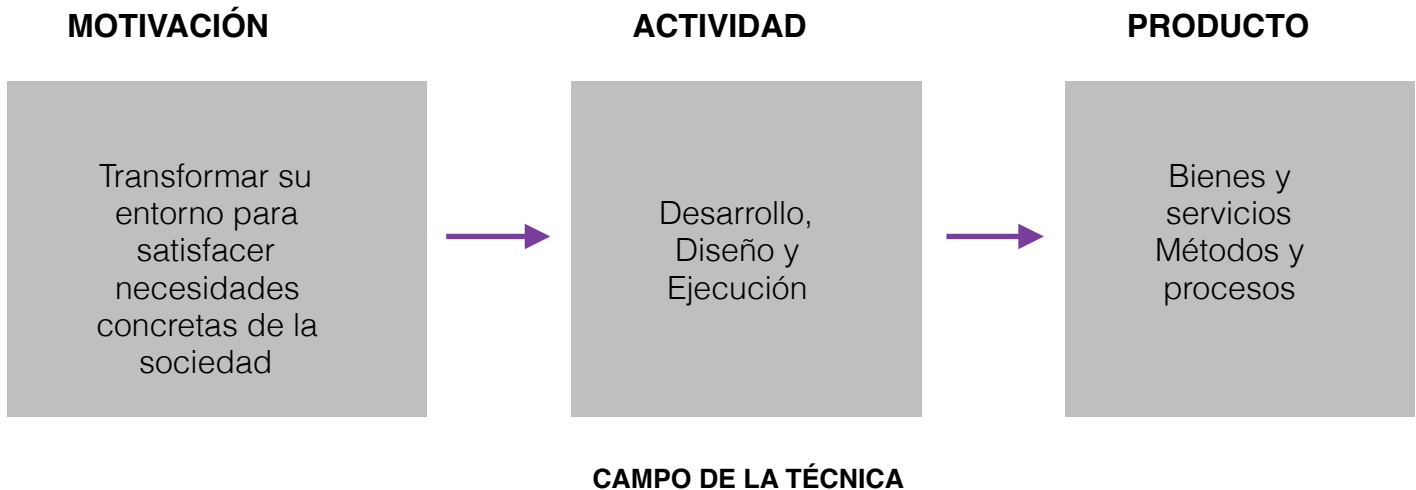 MOTIVACIÓN
ACTIVIDAD
PRODUCTO
Transformar su
entorno para
satisfacer
necesidades
concretas de la
sociedad
Desarrollo,
Diseño y
Ejecución
Bienes y
servicios
Métodos y
procesos
CAMPO DE LA TÉCNICA